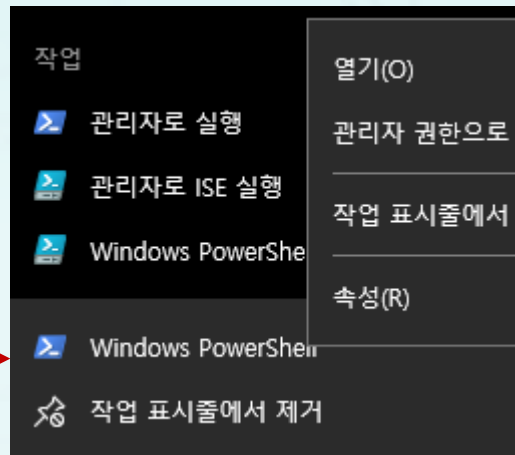 작업
관리자로 실행
관리자로 ISE 실행
Windows PowerShe
Windows PowerShell
작업 표시줄에서 제거
열기(O)
관리자 권한으로
작업 표시줄에서
속성(R)